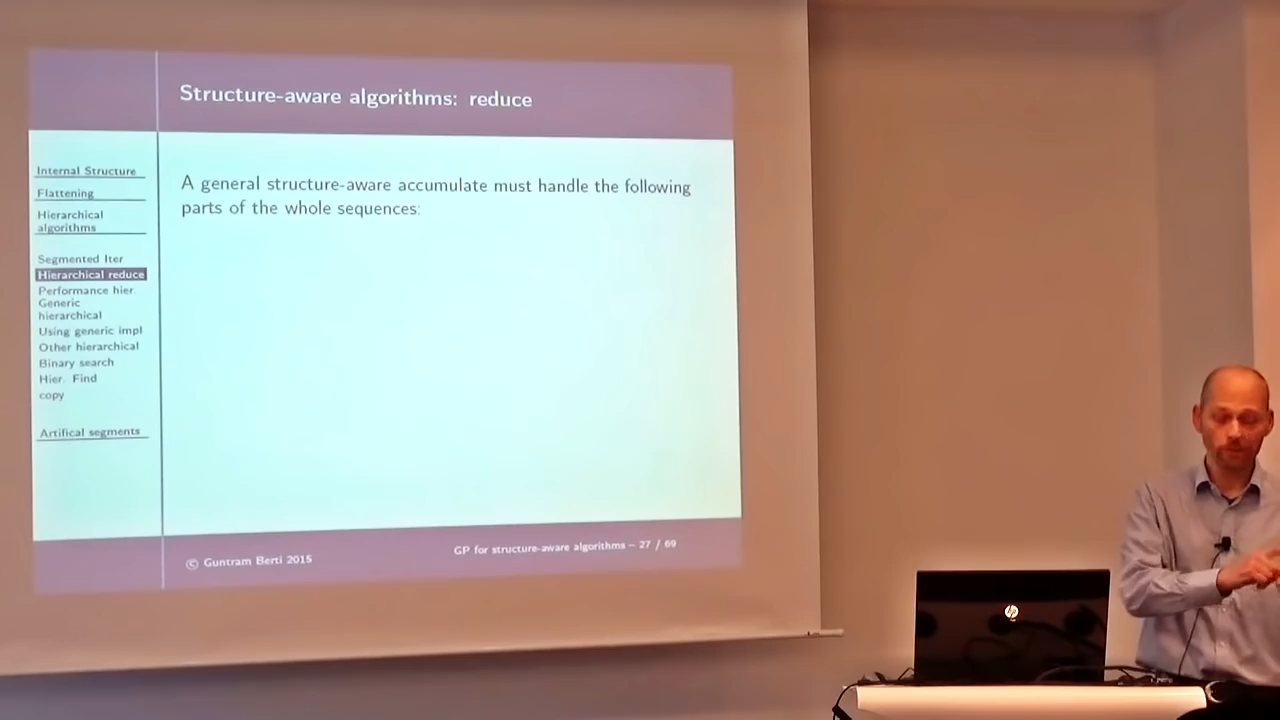 Structure-aware algorithms: reduce
Internal Structure
Flattening
Hierarchical
algorithms
Segmented Iter
Hierarchical reduce
Performance hier.
Generic
hierarchical
Using generic impl
Other hierarchical
Binary search
Hier. Find
copy
Artifical segments
A general structure-aware accumulate must handle the following
parts of the whole sequences:
© Guntram Berti 2015
GP for structure-aware algorithms – 27 / 69
hp